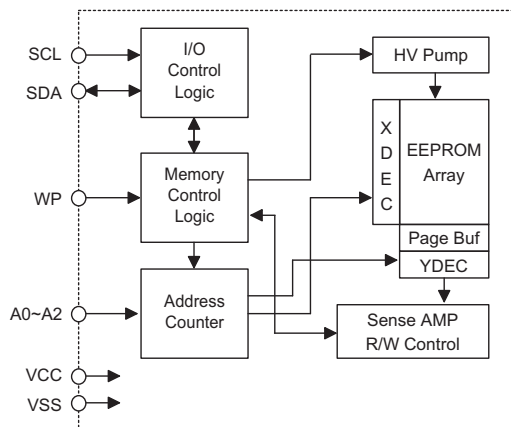 SCL
SDA
WP
A0~A2
VCC
VSS
I/O
Control
Logic
Memory
Control
Logic
Address
Counter
HV Pump
X
D
E
C
EEPROM
Array
Page Buf
YDEC
Sense AMP
R/W Control